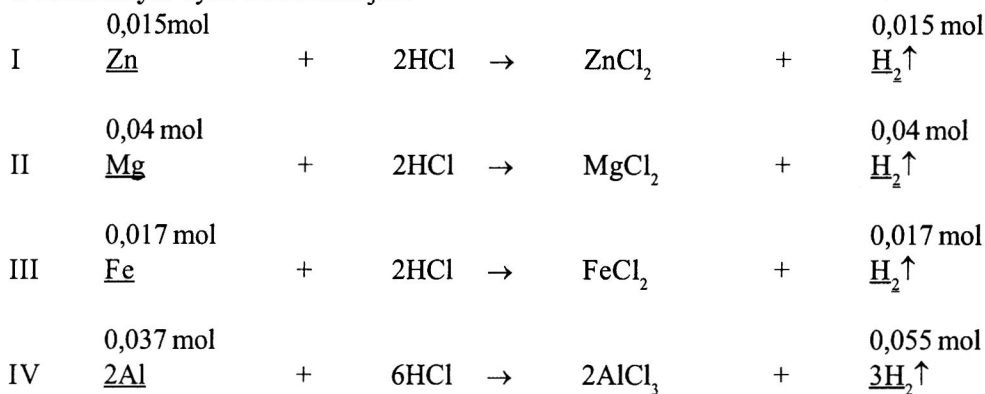 0,015mol 0,015 mol
I Zn + 2HCl → ZnCl₂ + H₂↑
0,04 mol 0,04 mol
II Mg + 2HCl → MgCl₂ + H₂↑
0,017 mol 0,017 mol
III Fe + 2HCl → FeCl₂ + H₂↑
0,037 mol 0,055 mol
IV 2Al + 6HCl → 2AlCl₃ + 3H₂↑